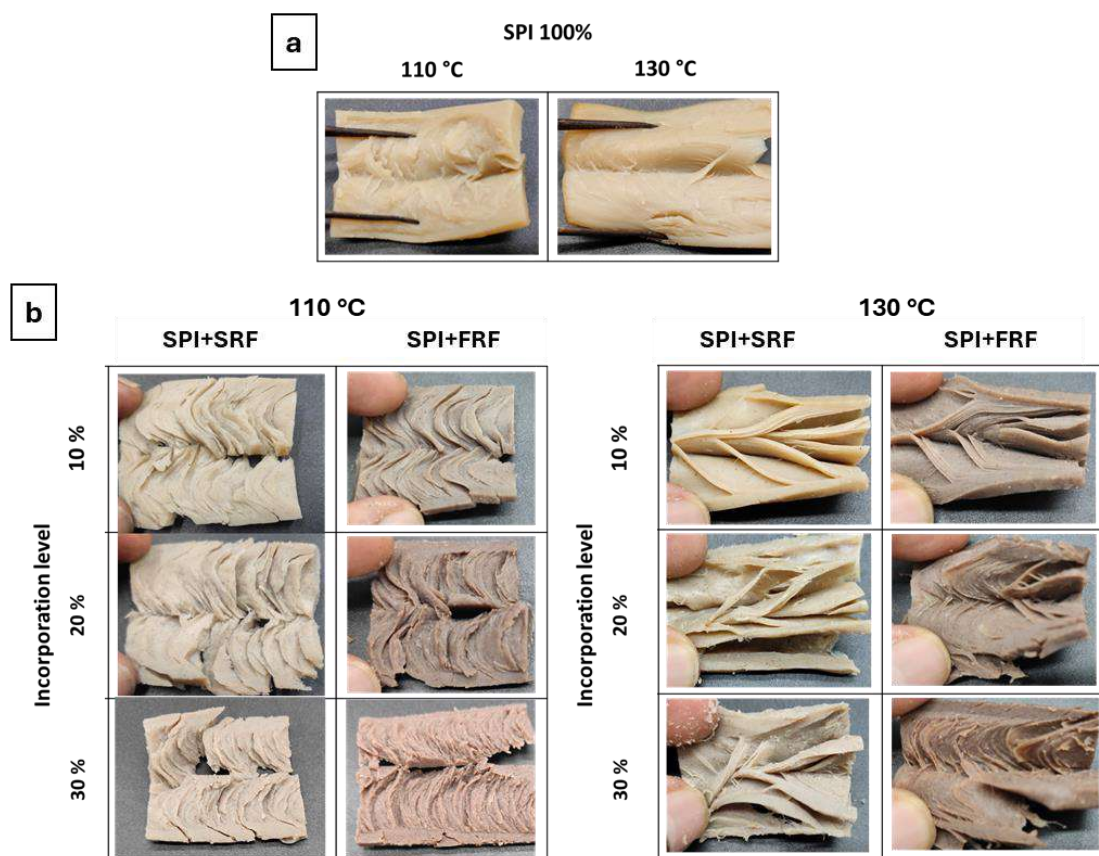 a
SPI 100%
110 °C
130 °C
b
110 °C
SPI+SRF
SPI+FRF
Incorporation level
10 %
20 %
30 %
130 °C
SPI+SRF
SPI+FRF
Incorporation level
10 %
20 %
30 %